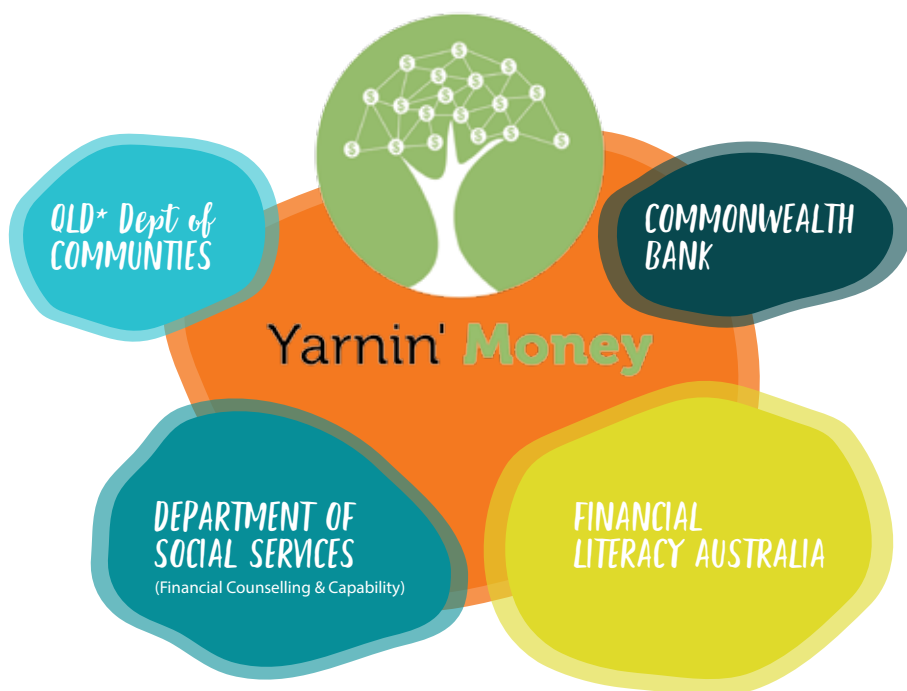 QLD* Dept of
COMMUNTIES
COMMONWEALTH
BANK
Yarnin' Money
DEPARTMENT OF
SOCIAL SERVICES
(Financial Counselling & Capability)
FINANCIAL
LITERACY AUSTRALIA